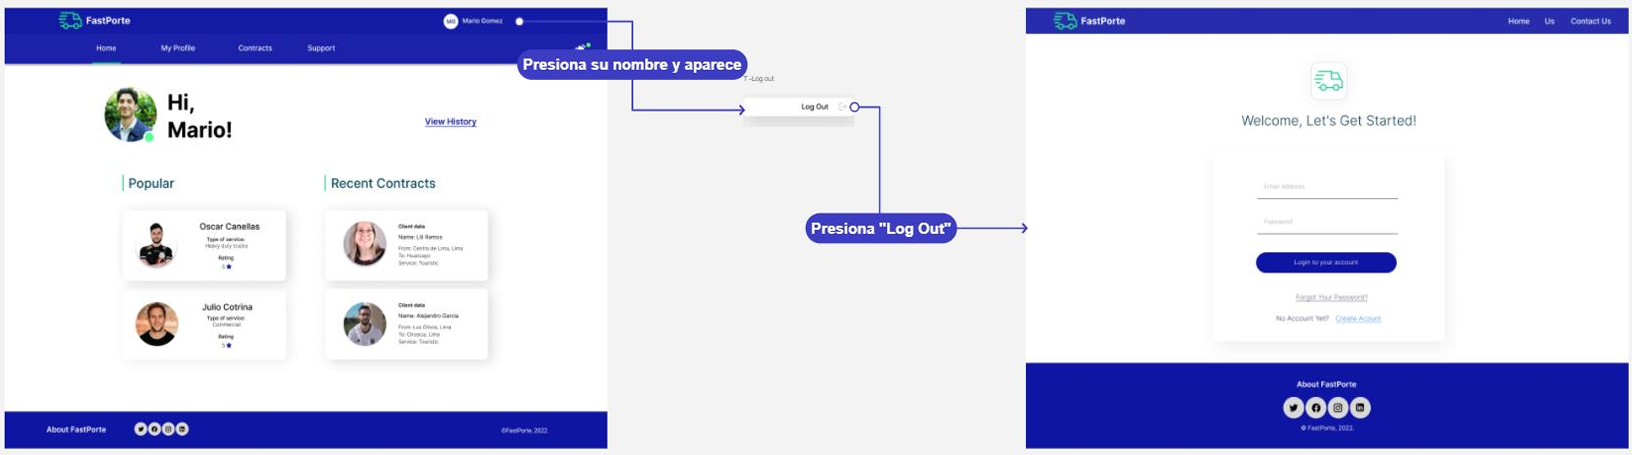 FastPorte
MG Mario Gomez
Home My Profile Contracts Support
Presiona su nombre y aparece
Hi,
Mario!
View History
Popular
Recent Contracts
Oscar Canellas
Type of service:
Heavy duty trucks
Rating
5
Client data
Name: Lili Ramos
From: Centro de Lima, Lima
To: Huancayo
Service: Touristic
Julio Cotrina
Type of service:
Commercial
Rating
5
Client data
Name: Alejandro Garcia
From: Los Olivos, Lima
To: Chosica, Lima
Service: Touristic
About FastPorte
©FastPorte, 2022.
T -Log out
Log Out
Presiona "Log Out"
FastPorte
Home Us Contact Us
Welcome, Let's Get Started!
Email address
Password
Login to your account
Forgot Your Password?
No Account Yet? Create Acount
About FastPorte
© FastPorte, 2022.